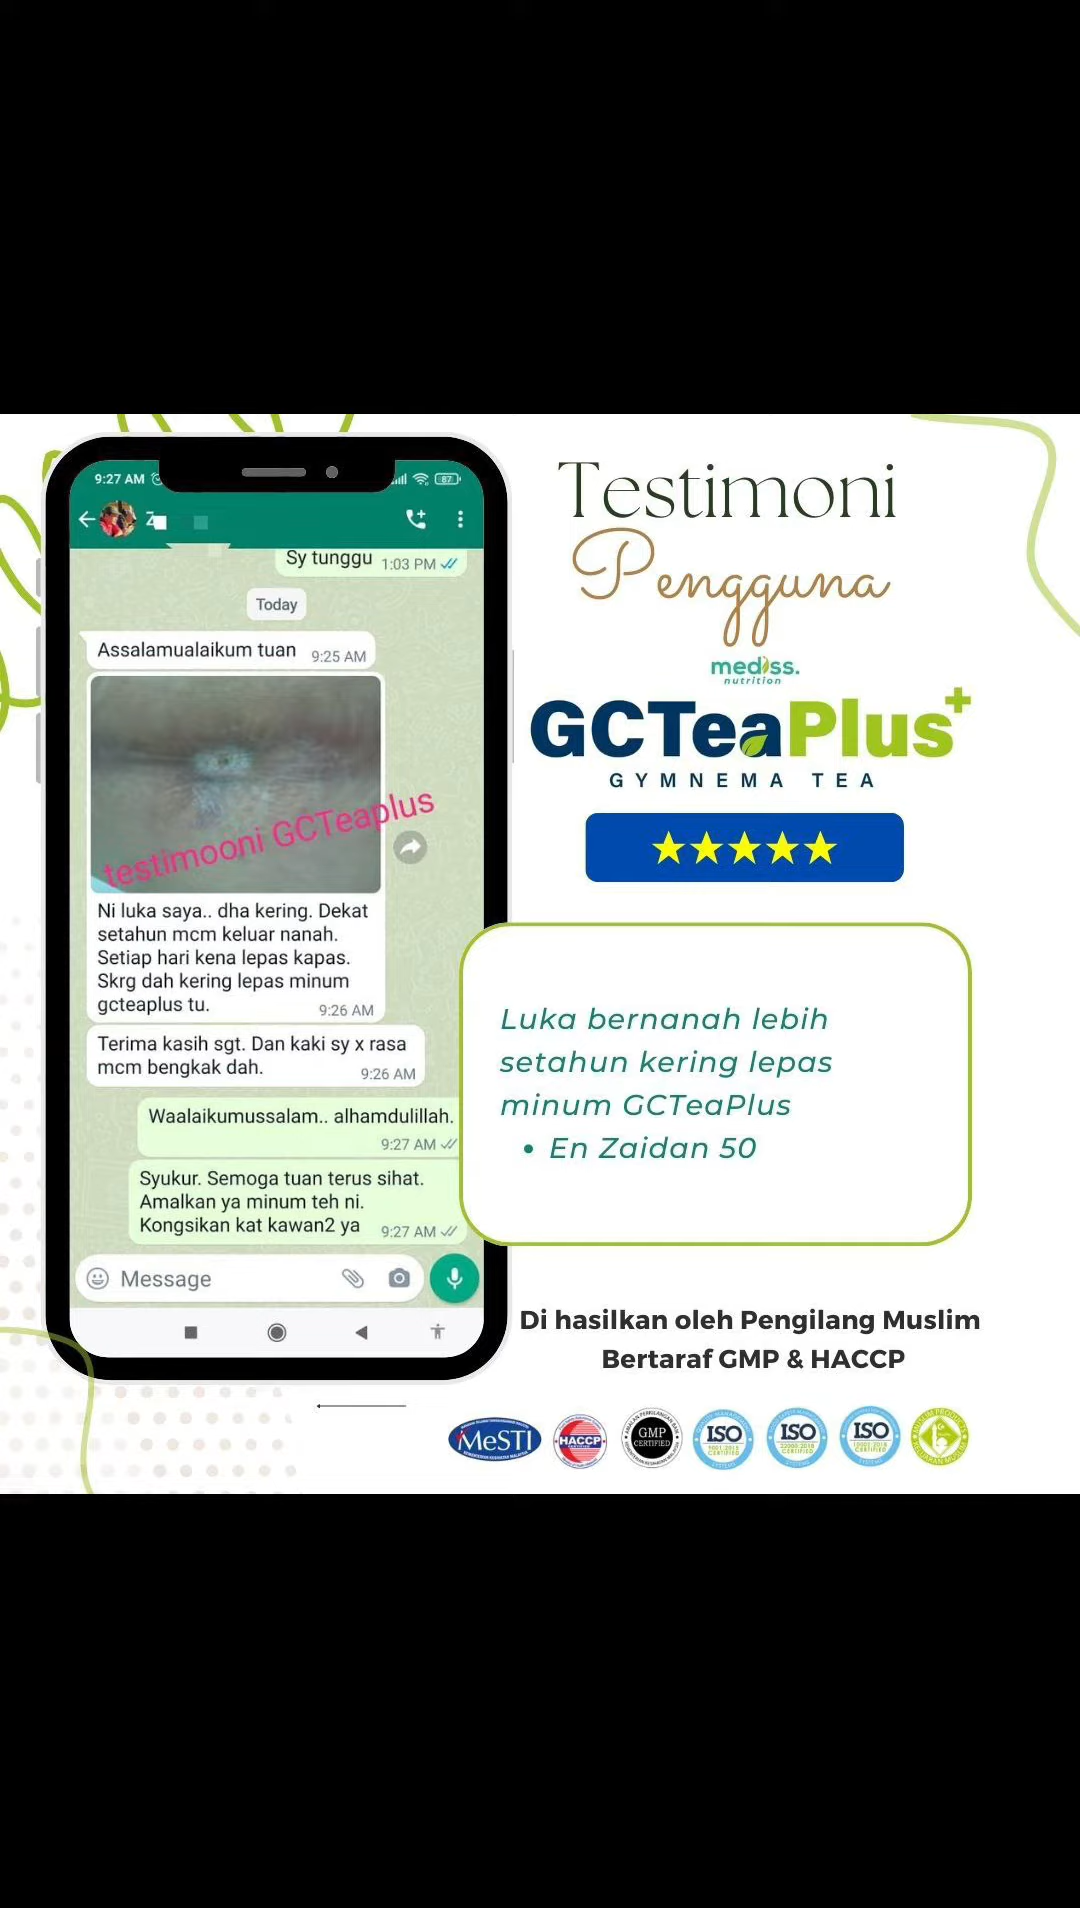 9:27 AM
87
Sy tunggu 1:03 PM
Today
Assalamualaikum tuan 9:25 AM
testimooni GCTeaplus
Ni luka saya.. dha kering. Dekat
setahun mcm keluar nanah.
Setiap hari kena lepas kapas.
Skrg dah kering lepas minum
gcteaplus tu. 9:26 AM
Terima kasih sgt. Dan kaki sy x rasa
mcm bengkak dah. 9:26 AM
Waalaikumussalam.. alhamdulillah.
9:27 AM
Syukur. Semoga tuan terus sihat.
Amalkan ya minum teh ni.
Kongsikan kat kawan2 ya 9:27 AM
Message
Testimoni
Pengguna
mediss.
nutrition
GCTeaPlus+
GYMNEMA TEA
Luka bernanah lebih
setahun kering lepas
minum GCTeaPlus
• En Zaidan 50
Di hasilkan oleh Pengilang Muslim
Bertaraf GMP & HACCP
MeSTI
HACCP
GMP
CERTIFIED
ISO
ISO
ISO